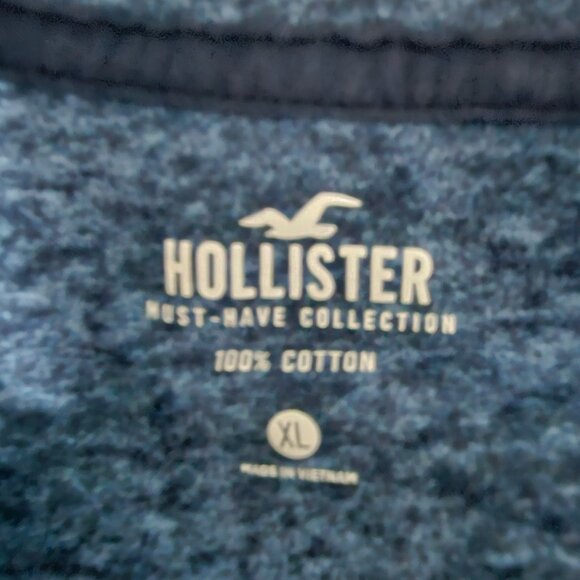 HOLLISTER
MUST-HAVE COLLECTION
100% COTTON
XL
MADE IN VIETNAM